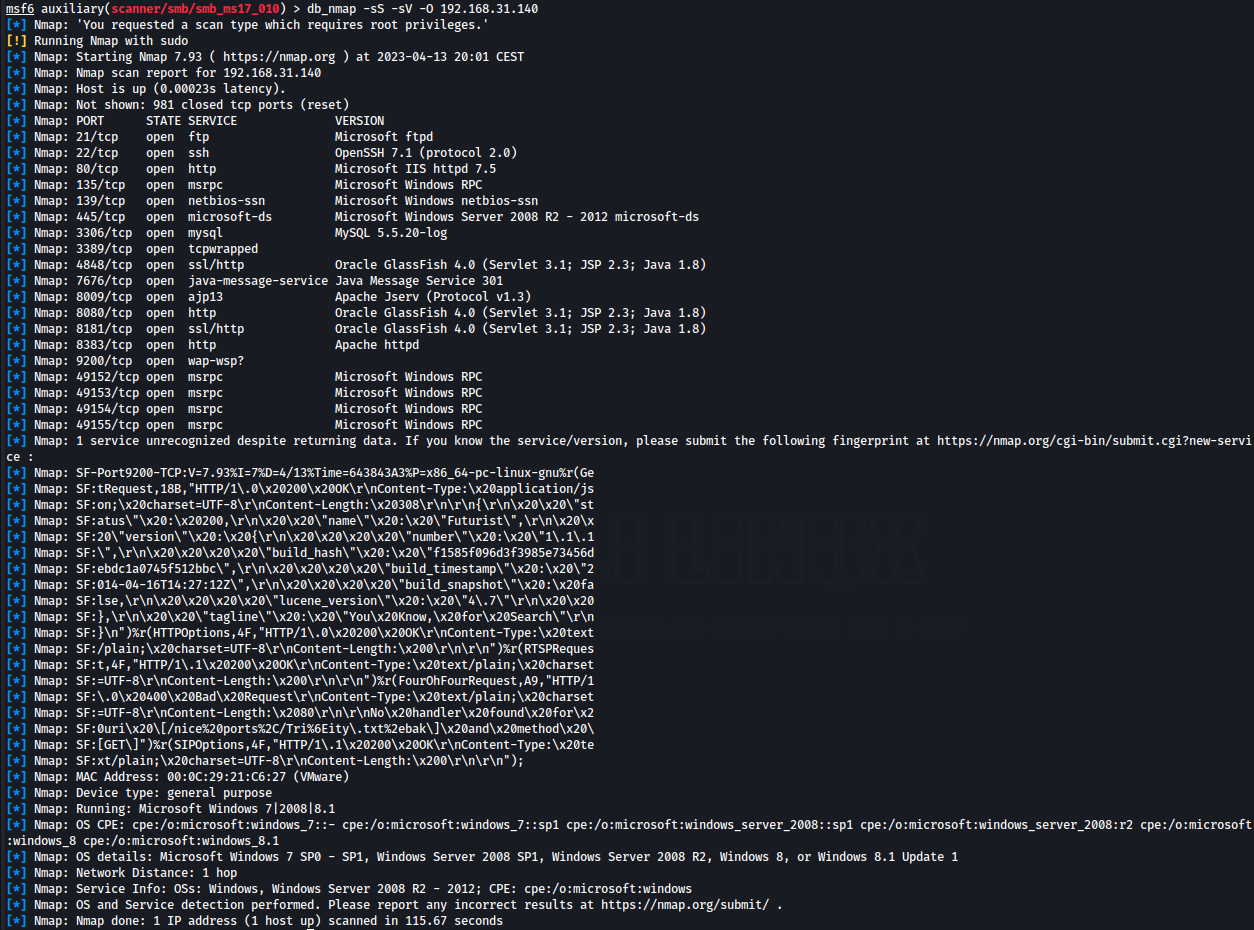 msf6 auxiliary(scanner/smb/smb_ms17_010) > db_nmap -sS -sV -O 192.168.31.140
[*] Nmap: 'You requested a scan type which requires root privileges.'
[!] Running Nmap with sudo
[*] Nmap: Starting Nmap 7.93 ( https://nmap.org ) at 2023-04-13 20:01 CEST
[*] Nmap: Nmap scan report for 192.168.31.140
[*] Nmap: Host is up (0.00023s latency).
[*] Nmap: Not shown: 981 closed tcp ports (reset)
[*] Nmap: PORT      STATE SERVICE              VERSION
[*] Nmap: 21/tcp    open  ftp                  Microsoft ftpd
[*] Nmap: 22/tcp    open  ssh                  OpenSSH 7.1 (protocol 2.0)
[*] Nmap: 80/tcp    open  http                 Microsoft IIS httpd 7.5
[*] Nmap: 135/tcp   open  msrpc                Microsoft Windows RPC
[*] Nmap: 139/tcp   open  netbios-ssn          Microsoft Windows netbios-ssn
[*] Nmap: 445/tcp   open  microsoft-ds         Microsoft Windows Server 2008 R2 - 2012 microsoft-ds
[*] Nmap: 3306/tcp  open  mysql                MySQL 5.5.20-log
[*] Nmap: 3389/tcp  open  tcpwrapped
[*] Nmap: 4848/tcp  open  ssl/http             Oracle GlassFish 4.0 (Servlet 3.1; JSP 2.3; Java 1.8)
[*] Nmap: 7676/tcp  open  java-message-service Java Message Service 301
[*] Nmap: 8009/tcp  open  ajp13                Apache Jserv (Protocol v1.3)
[*] Nmap: 8080/tcp  open  http                 Oracle GlassFish 4.0 (Servlet 3.1; JSP 2.3; Java 1.8)
[*] Nmap: 8181/tcp  open  ssl/http             Oracle GlassFish 4.0 (Servlet 3.1; JSP 2.3; Java 1.8)
[*] Nmap: 8383/tcp  open  http                 Apache httpd
[*] Nmap: 9200/tcp  open  wap-wsp?
[*] Nmap: 49152/tcp open  msrpc                Microsoft Windows RPC
[*] Nmap: 49153/tcp open  msrpc                Microsoft Windows RPC
[*] Nmap: 49154/tcp open  msrpc                Microsoft Windows RPC
[*] Nmap: 49155/tcp open  msrpc                Microsoft Windows RPC
[*] Nmap: 1 service unrecognized despite returning data. If you know the service/version, please submit the following fingerprint at https://nmap.org/cgi-bin/submit.cgi?new-servi
ce :
[*] Nmap: SF-Port9200-TCP:V=7.93%I=7%D=4/13%Time=643843A3%P=x86_64-pc-linux-gnu%r(Ge
[*] Nmap: SF:tRequest,18B,"HTTP/1\.0\x20200\x20OK\r\nContent-Type:\x20application/js
[*] Nmap: SF:on;\x20charset=UTF-8\r\nContent-Length:\x20308\r\n\r\n{\r\n\x20\x20\"st
[*] Nmap: SF:atus\"\x20:\x20200,\r\n\x20\x20\"name\"\x20:\x20\"Futurist\",\r\n\x20\x
[*] Nmap: SF:20\"version\"\x20:\x20{\r\n\x20\x20\x20\x20\"number\"\x20:\x20\"1\.1\.1
[*] Nmap: SF:\",\r\n\x20\x20\x20\x20\"build_hash\"\x20:\x20\"f1585f096d3f3985e73456d
[*] Nmap: SF:ebdc1a0745f512bbc\",\r\n\x20\x20\x20\x20\"build_timestamp\"\x20:\x20\"2
[*] Nmap: SF:014-04-16T14:27:12Z\",\r\n\x20\x20\x20\x20\"build_snapshot\"\x20:\x20fa
[*] Nmap: SF:lse,\r\n\x20\x20\x20\x20\"lucene_version\"\x20:\x20\"4\.7\"\r\n\x20\x20
[*] Nmap: SF:},\r\n\x20\x20\"tagline\"\x20:\x20\"You\x20Know,\x20for\x20Search\"\r\n
[*] Nmap: SF:}\n")%r(HTTPOptions,4F,"HTTP/1\.0\x20200\x20OK\r\nContent-Type:\x20text
[*] Nmap: SF:/plain;\x20charset=UTF-8\r\nContent-Length:\x200\r\n\r\n")%r(RTSPReques
[*] Nmap: SF:t,4F,"HTTP/1\.1\x20200\x20OK\r\nContent-Type:\x20text/plain;\x20charset
[*] Nmap: SF:=UTF-8\r\nContent-Length:\x200\r\n\r\n")%r(FourOhFourRequest,A9,"HTTP/1
[*] Nmap: SF:\.0\x20400\x20Bad\x20Request\r\nContent-Type:\x20text/plain;\x20charset
[*] Nmap: SF:=UTF-8\r\nContent-Length:\x2080\r\n\r\nNo\x20handler\x20found\x20for\x2
[*] Nmap: SF:0uri\x20\[/nice%20ports%2C/Tri%6Eity\.txt%2ebak\]\x20and\x20method\x20\
[*] Nmap: SF:[GET\]")%r(SIPOptions,4F,"HTTP/1\.1\x20200\x20OK\r\nContent-Type:\x20te
[*] Nmap: SF:xt/plain;\x20charset=UTF-8\r\nContent-Length:\x200\r\n\r\n");
[*] Nmap: MAC Address: 00:0C:29:21:C6:27 (VMware)
[*] Nmap: Device type: general purpose
[*] Nmap: Running: Microsoft Windows 7|2008|8.1
[*] Nmap: OS CPE: cpe:/o:microsoft:windows_7::- cpe:/o:microsoft:windows_7::sp1 cpe:/o:microsoft:windows_server_2008::sp1 cpe:/o:microsoft:windows_server_2008:r2 cpe:/o:microsoft
:windows_8 cpe:/o:microsoft:windows_8.1
[*] Nmap: OS details: Microsoft Windows 7 SP0 - SP1, Windows Server 2008 SP1, Windows Server 2008 R2, Windows 8, or Windows 8.1 Update 1
[*] Nmap: Network Distance: 1 hop
[*] Nmap: Service Info: OSs: Windows, Windows Server 2008 R2 - 2012; CPE: cpe:/o:microsoft:windows
[*] Nmap: OS and Service detection performed. Please report any incorrect results at https://nmap.org/submit/ .
[*] Nmap: Nmap done: 1 IP address (1 host up) scanned in 115.67 seconds